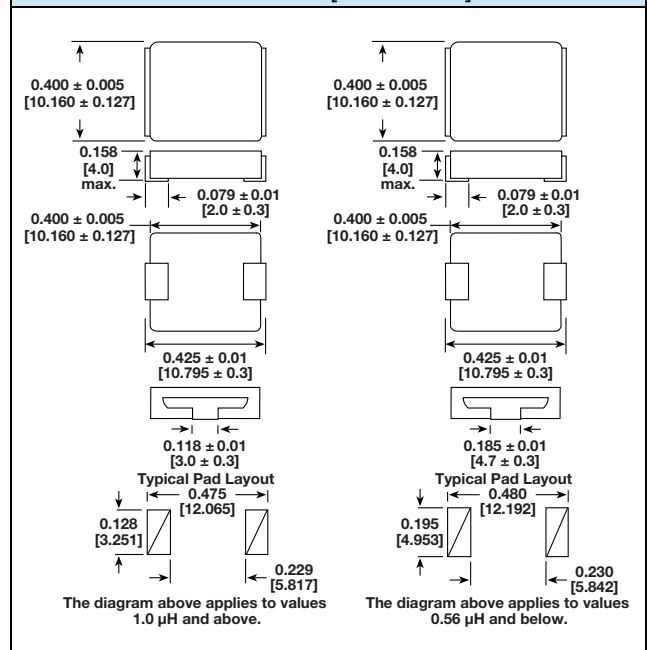 0.400 ± 0.005
[10.160 ± 0.127]
0.158
[4.0]
max.
0.079 ± 0.01
[2.0 ± 0.3]
0.400 ± 0.005
[10.160 ± 0.127]
0.425 ± 0.01
[10.795 ± 0.3]
0.118 ± 0.01
[3.0 ± 0.3]
Typical Pad Layout
0.475
[12.065]
0.128
[3.251]
0.229
[5.817]
The diagram above applies to values
1.0 µH and above.
0.400 ± 0.005
[10.160 ± 0.127]
0.158
[4.0]
max.
0.079 ± 0.01
[2.0 ± 0.3]
0.400 ± 0.005
[10.160 ± 0.127]
0.425 ± 0.01
[10.795 ± 0.3]
0.185 ± 0.01
[4.7 ± 0.3]
Typical Pad Layout
0.480
[12.192]
0.195
[4.953]
0.230
[5.842]
The diagram above applies to values
0.56 µH and below.